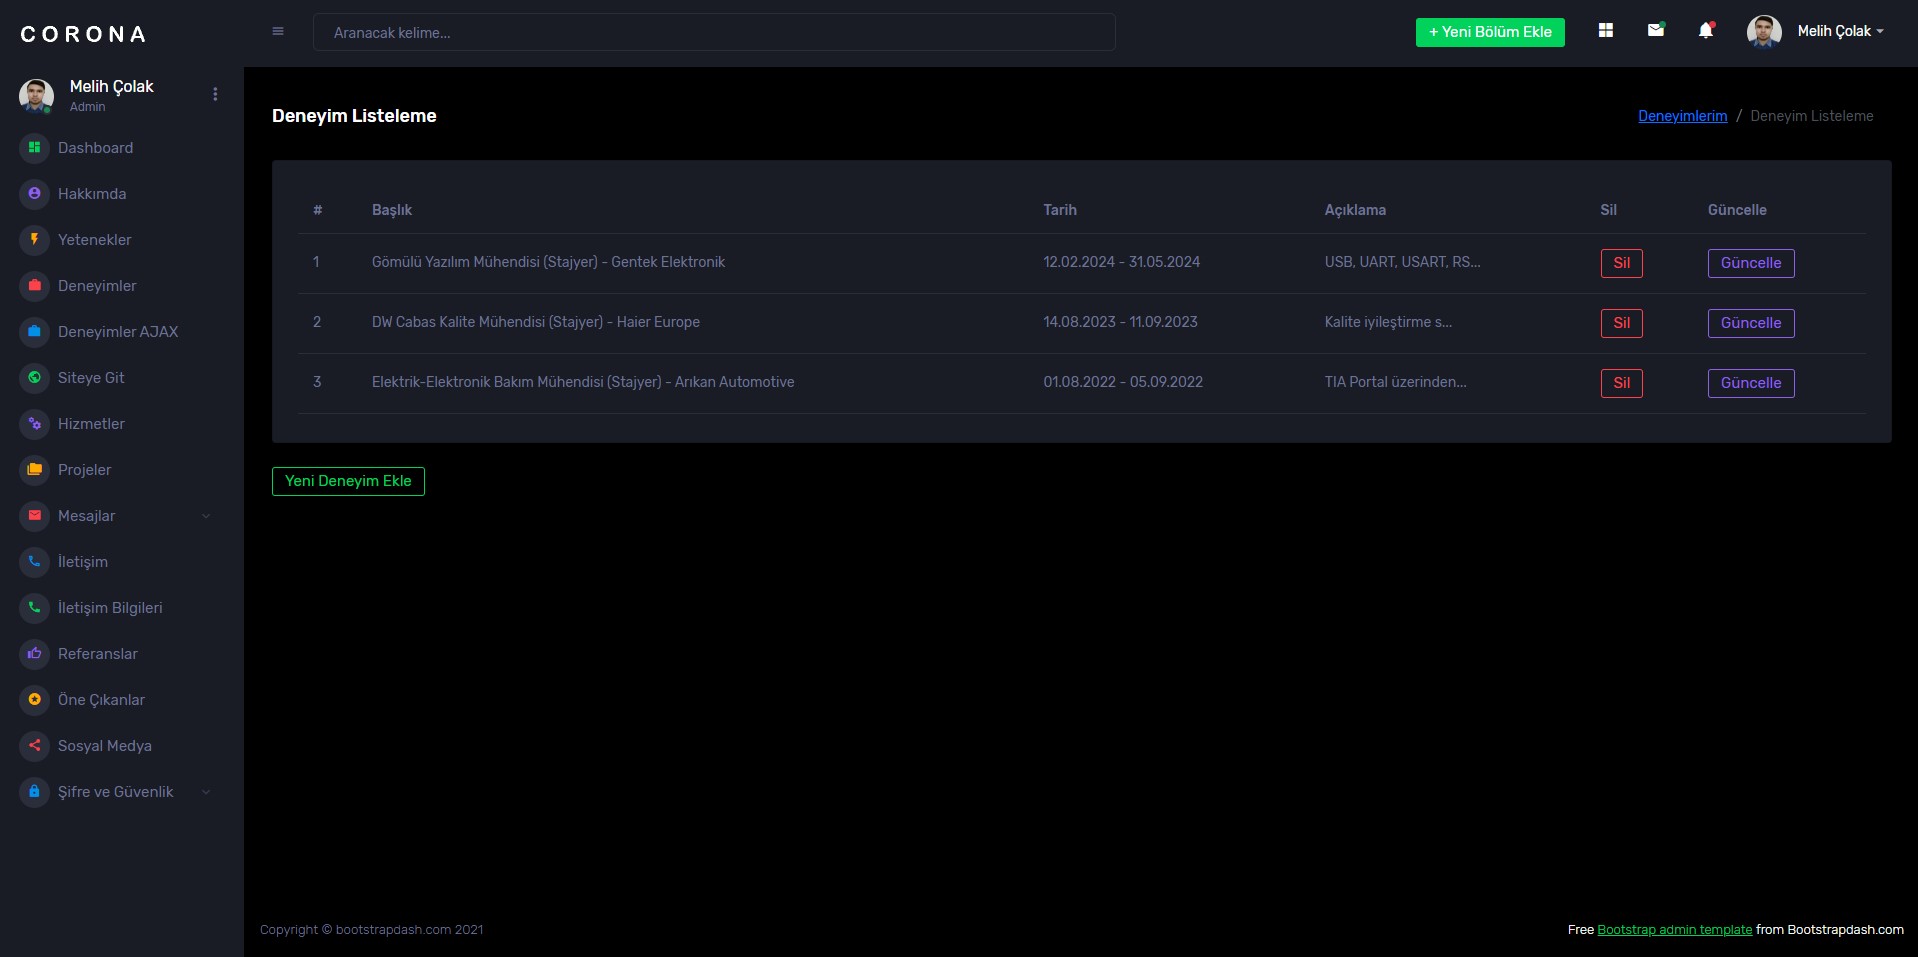 CORONA
Aranacak kelime...
+ Yeni Bölüm Ekle
Melih Çolak
Melih Çolak
Admin
Dashboard
Hakkımda
Yetenekler
Deneyimler
Deneyimler AJAX
Siteye Git
Hizmetler
Projeler
Mesajlar
İletişim
İletişim Bilgileri
Referanslar
Öne Çıkanlar
Sosyal Medya
Şifre ve Güvenlik
Deneyim Listeleme
Deneyimlerim / Deneyim Listeleme
# Başlık Tarih Açıklama Sil Güncelle
1 Gömülü Yazılım Mühendisi (Stajyer) - Gentek Elektronik 12.02.2024 - 31.05.2024 USB, UART, USART, RS... Sil Güncelle
2 DW Cabas Kalite Mühendisi (Stajyer) - Haier Europe 14.08.2023 - 11.09.2023 Kalite iyileştirme s... Sil Güncelle
3 Elektrik-Elektronik Bakım Mühendisi (Stajyer) - Arıkan Automotive 01.08.2022 - 05.09.2022 TIA Portal üzerinden... Sil Güncelle
Yeni Deneyim Ekle
Copyright © bootstrapdash.com 2021
Free Bootstrap admin template from Bootstrapdash.com